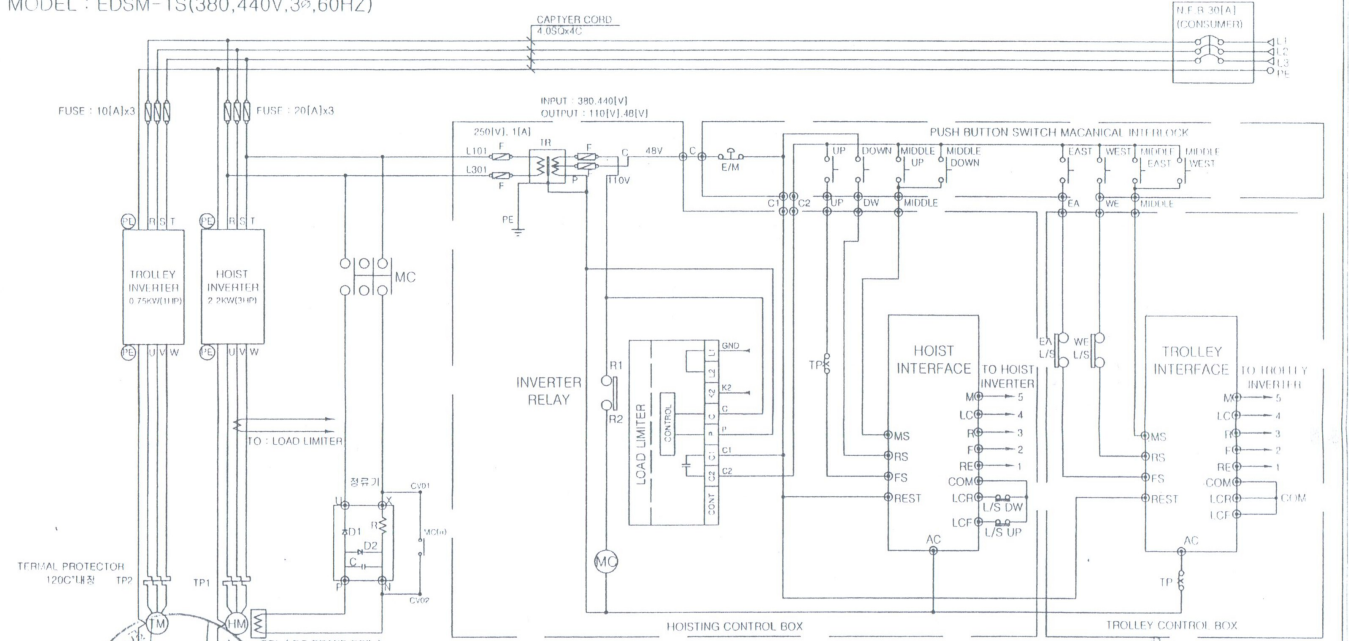 MODEL : EDSM-TS(380,440V,3ø,60HZ)
CAPTYER CORD
4.0SQx4C
N.F.B 30[A]
(CONSUMER)
L1
L2
L3
PE
FUSE : 10[A]x3
FUSE : 20[A]x3
INPUT : 380.440[V]
OUTPUT : 110[V].48[V]
250[V]. 1[A]
L101
F
TR
F
C
48V
C
E/M
L301
F
P
110V
PE
PUSH BUTTON SWITCH MACANICAL INTERLOCK
UP
DOWN
MIDDLE
UP
MIDDLE
DOWN
EAST
WEST
MIDDLE
EAST
MIDDLE
WEST
C1
C2
UP
DW
MIDDLE
EA
WE
MIDDLE
PE
R S T
PE
R S T
TROLLEY
INVERTER
0.75KW(1HP)
HOIST
INVERTER
2.2KW(3HP)
MC
PE
U V W
PE
U V W
TO : LOAD LIMITER
INVERTER
RELAY
R1
R2
LOAD LIMITER
CONTROL
L1
GND
L2
K2
K2
C
C
P
P
C1
C1
C2
C2
CONT
TP
HOIST
INTERFACE
TO HOIST
INVERTER
M
5
LC
4
R
3
F
2
RE
1
COM
LCR
L/S DW
LCF
L/S UP
MS
RS
FS
REST
AC
EA
L/S
WE
L/S
TROLLEY
INTERFACE
TO TROLLEY
INVERTER
M
5
LC
4
R
3
F
2
RE
1
COM
LCR
COM
LCF
MS
RS
FS
REST
AC
TP
정류기
U
X
CV01
D1
R
D2
C
P
N
CV02
MC
TERMAL PROTECTOR
120C°내장
TP2
TP1
TM
HM
HOISTING CONTROL BOX
TROLLEY CONTROL BOX